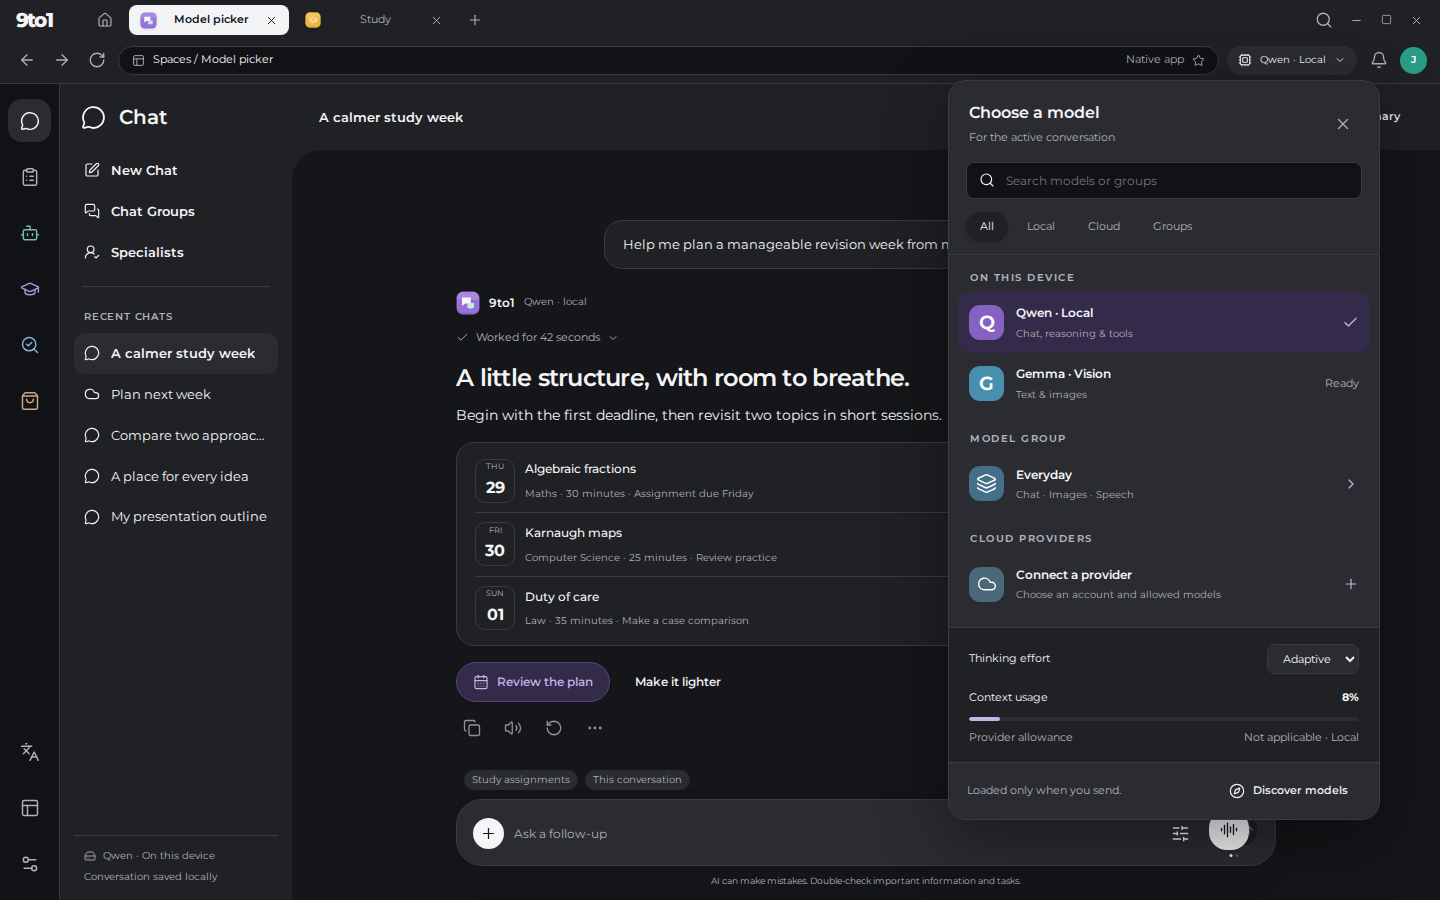 9to1
Model picker
Study
Spaces / Model picker
Native app
Qwen · Local
J
Chat
New Chat
Chat Groups
Specialists
RECENT CHATS
A calmer study week
Plan next week
Compare two approac...
A place for every idea
My presentation outline
Qwen · On this device
Conversation saved locally
A calmer study week
Help me plan a manageable revision week from
9to1 Qwen · local
Worked for 42 seconds
A little structure, with room to breathe.
Begin with the first deadline, then revisit two topics in short sessions.
THU
29
Algebraic fractions
Maths · 30 minutes · Assignment due Friday
FRI
30
Karnaugh maps
Computer Science · 25 minutes · Review practice
SUN
01
Duty of care
Law · 35 minutes · Make a case comparison
Review the plan
Make it lighter
Study assignments
This conversation
Ask a follow-up
AI can make mistakes. Double-check important information and tasks.
Choose a model
For the active conversation
Search models or groups
All
Local
Cloud
Groups
ON THIS DEVICE
Q
Qwen · Local
Chat, reasoning & tools
G
Gemma · Vision
Text & images
Ready
MODEL GROUP
Everyday
Chat · Images · Speech
CLOUD PROVIDERS
Connect a provider
Choose an account and allowed models
Thinking effort
Adaptive
Context usage
8%
Provider allowance
Not applicable · Local
Loaded only when you send.
Discover models